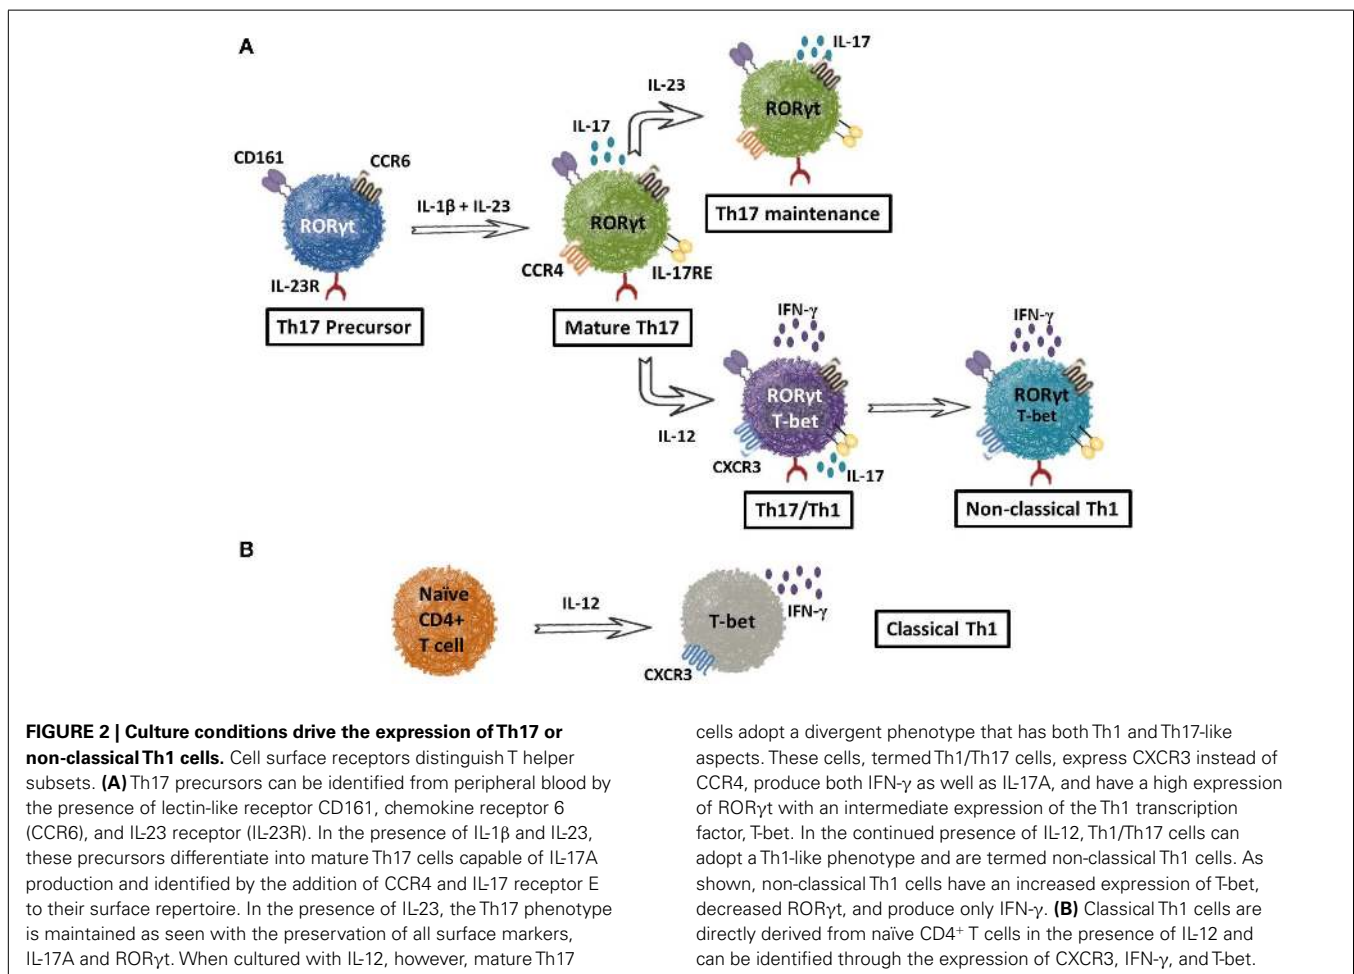 A
IL-17
IL-23
RORγt
IL-17
CD161
CCR6
IL-1β + IL-23
RORγt
RORγt
Th17 maintenance
CCR4
IL-17RE
IL-23R
Th17 Precursor
Mature Th17
IFN-γ
IFN-γ
RORγt
T-bet
RORγt
T-bet
IL-12
CXCR3
IL-17
Th17/Th1
Non-classical Th1
B
Naïve
CD4+
T cell
IL-12
T-bet
IFN-γ
CXCR3
Classical Th1
FIGURE 2 | Culture conditions drive the expression of Th17 or
non-classical Th1 cells. Cell surface receptors distinguish T helper
subsets. (A) Th17 precursors can be identified from peripheral blood by
the presence of lectin-like receptor CD161, chemokine receptor 6
(CCR6), and IL-23 receptor (IL-23R). In the presence of IL-1β and IL-23,
these precursors differentiate into mature Th17 cells capable of IL-17A
production and identified by the addition of CCR4 and IL-17 receptor E
to their surface repertoire. In the presence of IL-23, the Th17 phenotype
is maintained as seen with the preservation of all surface markers,
IL-17A and RORγt. When cultured with IL-12, however, mature Th17
cells adopt a divergent phenotype that has both Th1 and Th17-like
aspects. These cells, termed Th1/Th17 cells, express CXCR3 instead of
CCR4, produce both IFN-γ as well as IL-17A, and have a high expression
of RORγt with an intermediate expression of the Th1 transcription
factor, T-bet. In the continued presence of IL-12, Th1/Th17 cells can
adopt a Th1-like phenotype and are termed non-classical Th1 cells. As
shown, non-classical Th1 cells have an increased expression of T-bet,
decreased RORγt, and produce only IFN-γ. (B) Classical Th1 cells are
directly derived from naïve CD4⁺ T cells in the presence of IL-12 and
can be identified through the expression of CXCR3, IFN-γ, and T-bet.